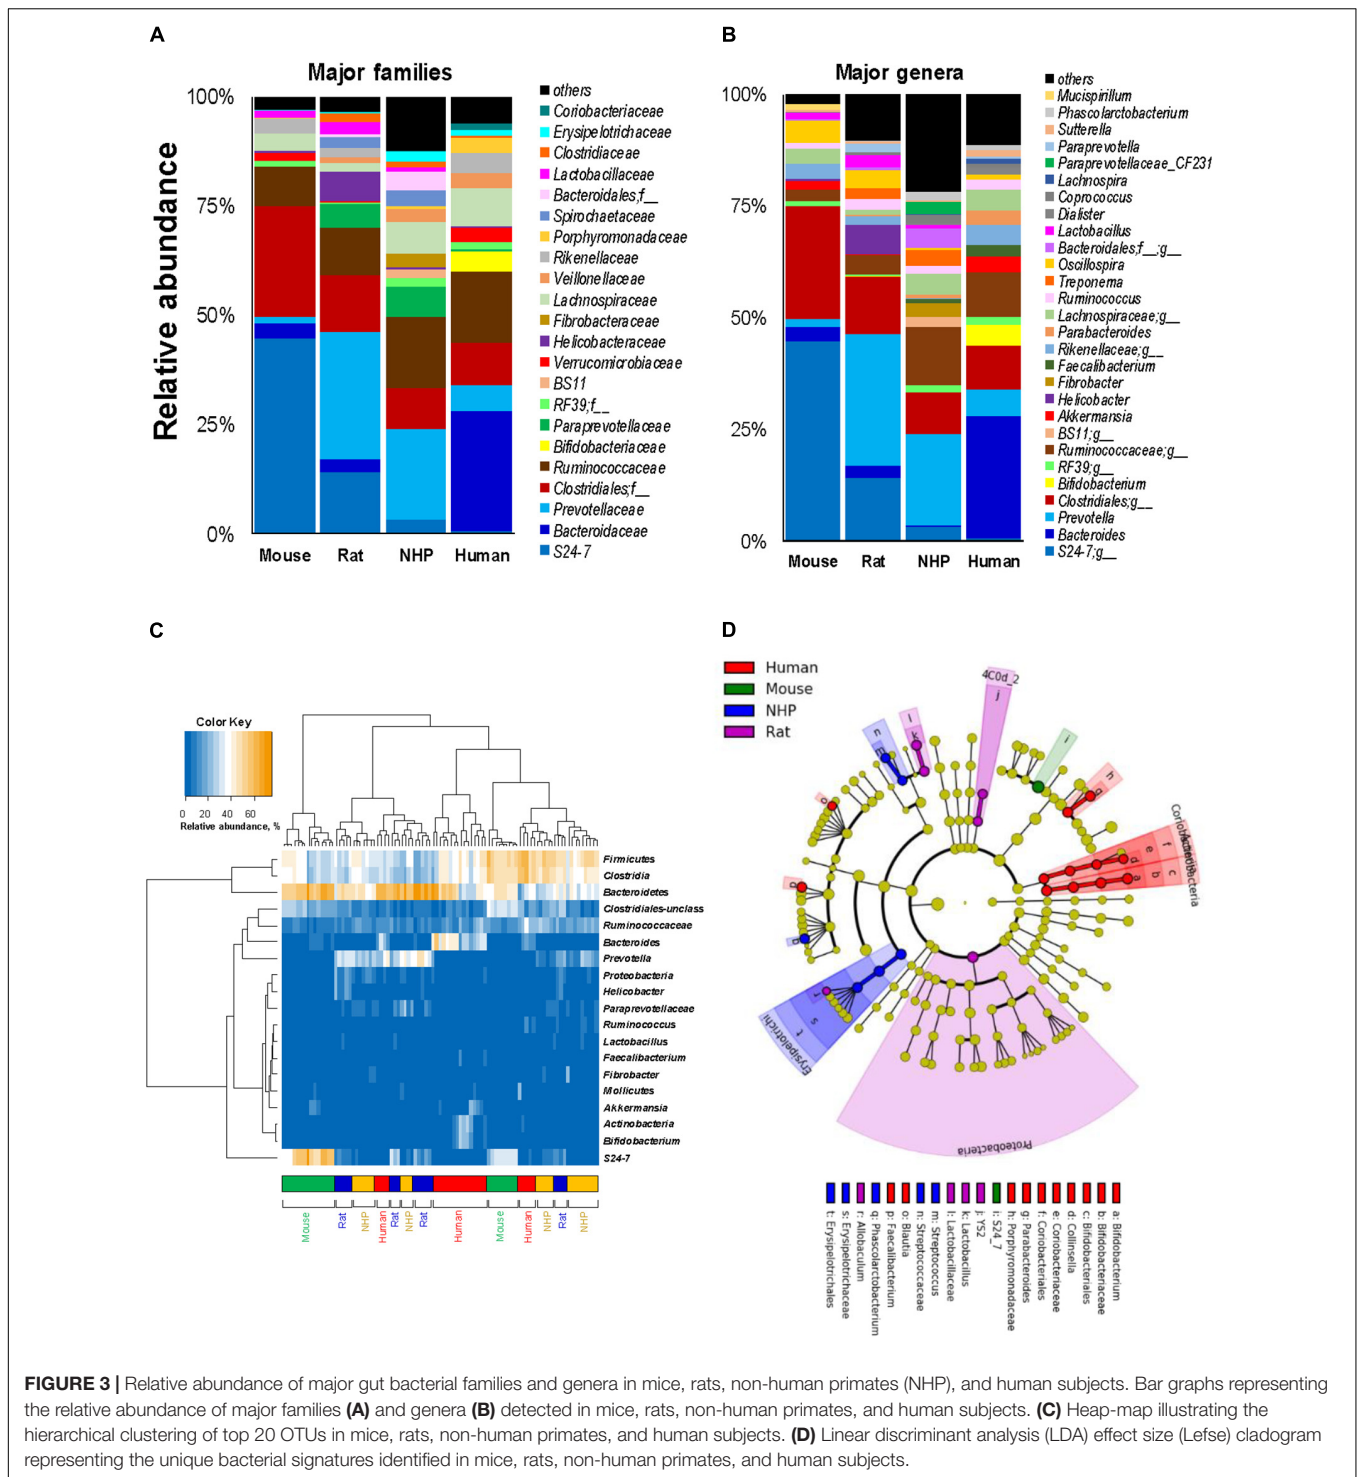 A
Major families
Relative abundance
100%
75%
50%
25%
0%
Mouse Rat NHP Human
others
Coriobacteriaceae
Erysipelotrichaceae
Clostridiaceae
Lactobacillaceae
Bacteroidales;f__
Spirochaetaceae
Porphyromonadaceae
Rikenellaceae
Veillonellaceae
Lachnospiraceae
Fibrobacteraceae
Helicobacteraceae
Verrucomicrobiaceae
BS11
RF39;f__
Paraprevotellaceae
Bifidobacteriaceae
Ruminococcaceae
Clostridiales;f__
Prevotellaceae
Bacteroidaceae
S24-7
B
Major genera
100%
75%
50%
25%
0%
Mouse Rat NHP Human
others
Mucispirillum
Phascolarctobacterium
Sutterella
Paraprevotella
Paraprevotellaceae_CF231
Lachnospira
Coprococcus
Dialister
Lactobacillus
Bacteroidales;f__;g__
Oscillospira
Treponema
Ruminococcus
Lachnospiraceae;g__
Parabacteroides
Rikenellaceae;g__
Faecalibacterium
Fibrobacter
Helicobacter
Akkermansia
BS11;g__
Ruminococcaceae;g__
RF39;g__
Bifidobacterium
Clostridiales;g__
Prevotella
Bacteroides
S24-7;g__
C
Color Key
0 20 40 60
Relative abundance, %
Firmicutes
Clostridia
Bacteroidetes
Clostridiales-unclass
Ruminococcaceae
Bacteroides
Prevotella
Proteobacteria
Helicobacter
Paraprevotellaceae
Ruminococcus
Lactobacillus
Faecalibacterium
Fibrobacter
Mollicutes
Akkermansia
Actinobacteria
Bifidobacterium
S24-7
Mouse Rat NHP Human Rat NHP Rat Human Mouse Human NHP Rat NHP
D
Human
Mouse
NHP
Rat
4C0d_2
j
l
k
n
m
i
h
g
f
e
d
c
b
a
o
p
q
r
s
t
Erysipelotrichi
Proteobacteria
t: Erysipelotrichales
s: Erysipelotrichaceae
r: Allobaculum
q: Phascolarctobacterium
p: Faecalibacterium
o: Blautia
n: Streptococcaceae
m: Streptococcus
l: Lactobacillaceae
k: Lactobacillus
j: YS2
i: S24_7
h: Porphyromonadaceae
g: Parabacteroides
f: Coriobacteriales
e: Coriobacteriaceae
d: Collinsella
c: Bifidobacteriales
b: Bifidobacteriaceae
a: Bifidobacterium
FIGURE 3 | Relative abundance of major gut bacterial families and genera in mice, rats, non-human primates (NHP), and human subjects. Bar graphs representing
the relative abundance of major families (A) and genera (B) detected in mice, rats, non-human primates, and human subjects. (C) Heap-map illustrating the
hierarchical clustering of top 20 OTUs in mice, rats, non-human primates, and human subjects. (D) Linear discriminant analysis (LDA) effect size (Lefse) cladogram
representing the unique bacterial signatures identified in mice, rats, non-human primates, and human subjects.